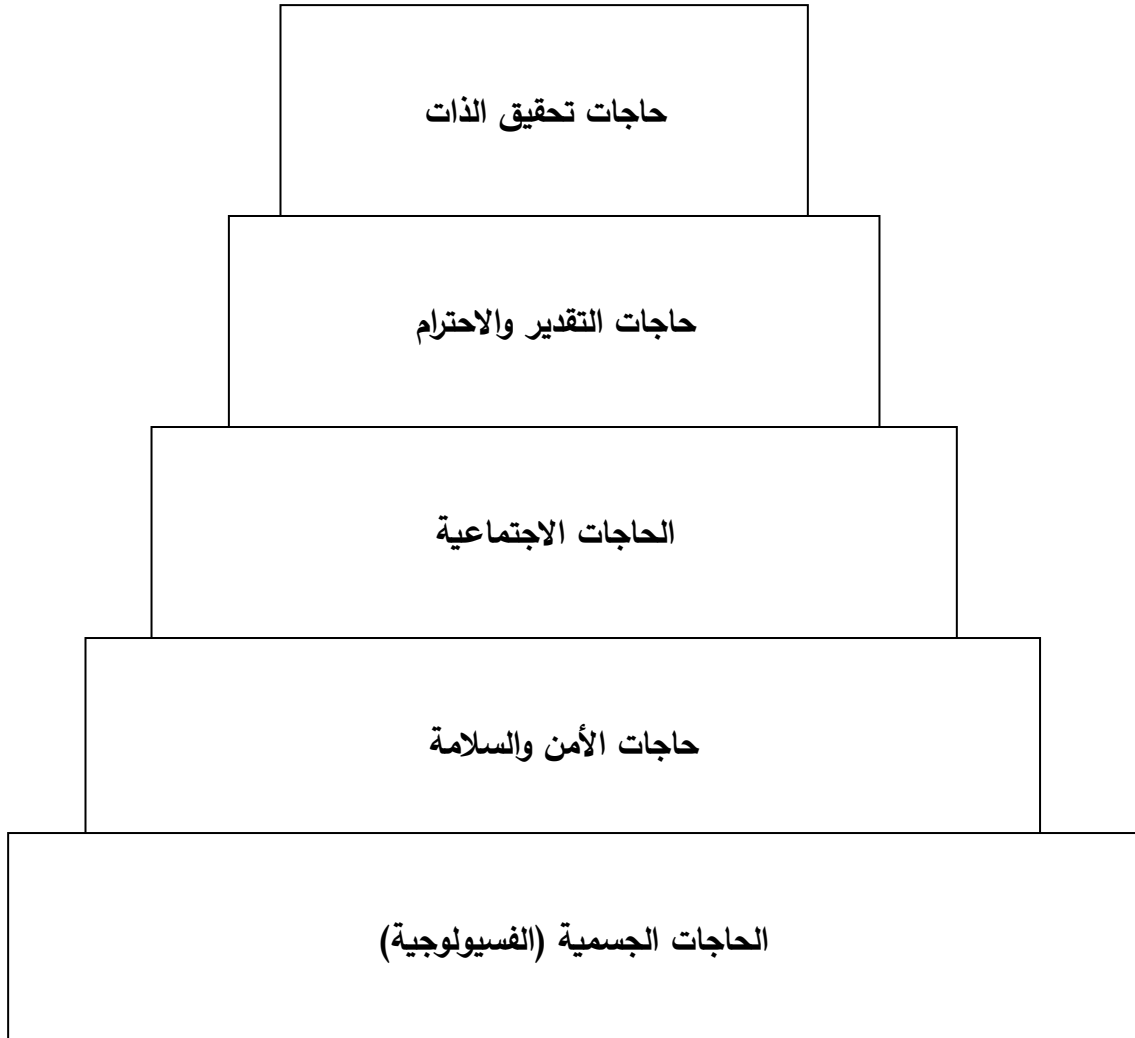 حاجات تحقيق الذات
حاجات التقدير والاحترام
الحاجات الاجتماعية
حاجات الأمن والسلامة
الحاجات الجسمية (الفسيولوجية)